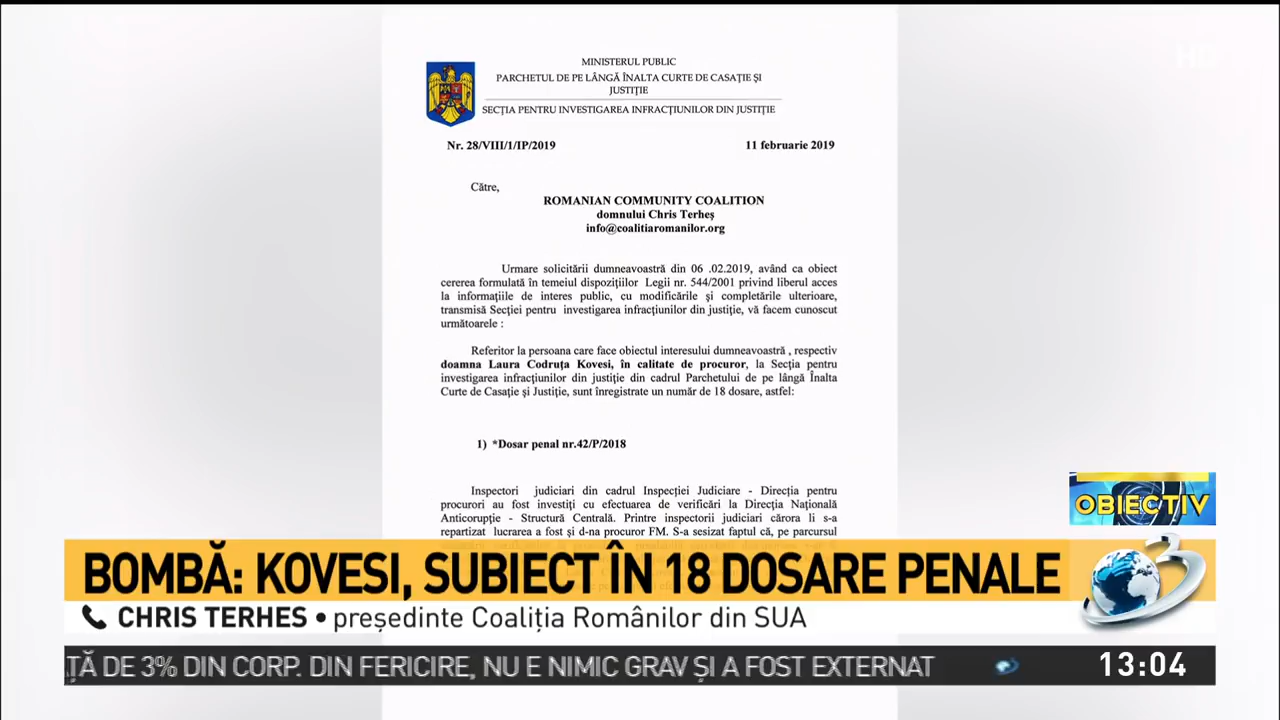 HD
MINISTERUL PUBLIC
PARCHETUL DE PE LÂNGĂ ÎNALTA CURTE DE CASAȚIE ȘI
JUSTIȚIE
SECȚIA PENTRU INVESTIGAREA INFRACȚIUNILOR DIN JUSTIȚIE
Nr. 28/VIII/1/IP/2019 11 februarie 2019
Către,
ROMANIAN COMMUNITY COALITION
domnului Chris Terheș
info@coalitiaromanilor.org
Urmare solicitării dumneavoastră din 06 .02.2019, având ca obiect
cererea formulată în temeiul dispozițiilor Legii nr. 544/2001 privind liberul acces
la informațiile de interes public, cu modificările și completările ulterioare,
transmisă Secției pentru investigarea infracțiunilor din justiție, vă facem cunoscut
următoarele :
Referitor la persoana care face obiectul interesului dumneavoastră , respectiv
doamna Laura Codruța Kovesi, în calitate de procuror, la Secția pentru
investigarea infracțiunilor din justiție din cadrul Parchetului de pe lângă Înalta
Curte de Casație și Justiție, sunt înregistrate un număr de 18 dosare, astfel:
1) *Dosar penal nr.42/P/2018
Inspectori judiciari din cadrul Inspecției Judiciare - Direcția pentru
procurori au fost investiți cu efectuarea de verificări la Direcția Națională
Anticorupție - Structură Centrală. Printre inspectorii judiciari cărora li s-a
repartizat lucrarea a fost și d-na procuror FM. S-a sesizat faptul că, pe parcursul
OBIECTIV
BOMBĂ: KOVESI, SUBIECT ÎN 18 DOSARE PENALE
3
CHRIS TERHES • președinte Coaliția Românilor din SUA
ȚĂ DE 3% DIN CORP. DIN FERICIRE, NU E NIMIC GRAV ȘI A FOST EXTERNAT
13:04